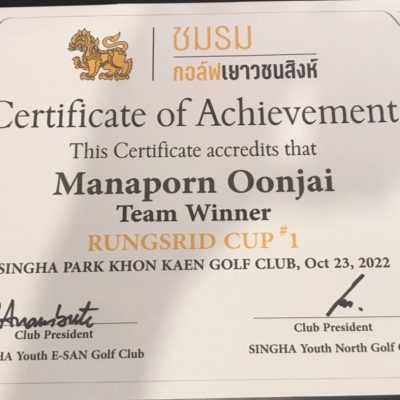 ชมรม
กอล์ฟเยาวชนสิงห์
Certificate of Achievement
This Certificate accredits that
Manaporn Oonjai
Team Winner
RUNGSRID CUP #1
SINGHA PARK KHON KAEN GOLF CLUB, Oct 23, 2022
Club President
Club President
HA Youth E-SAN Golf Club
SINGHA Youth North Golf C